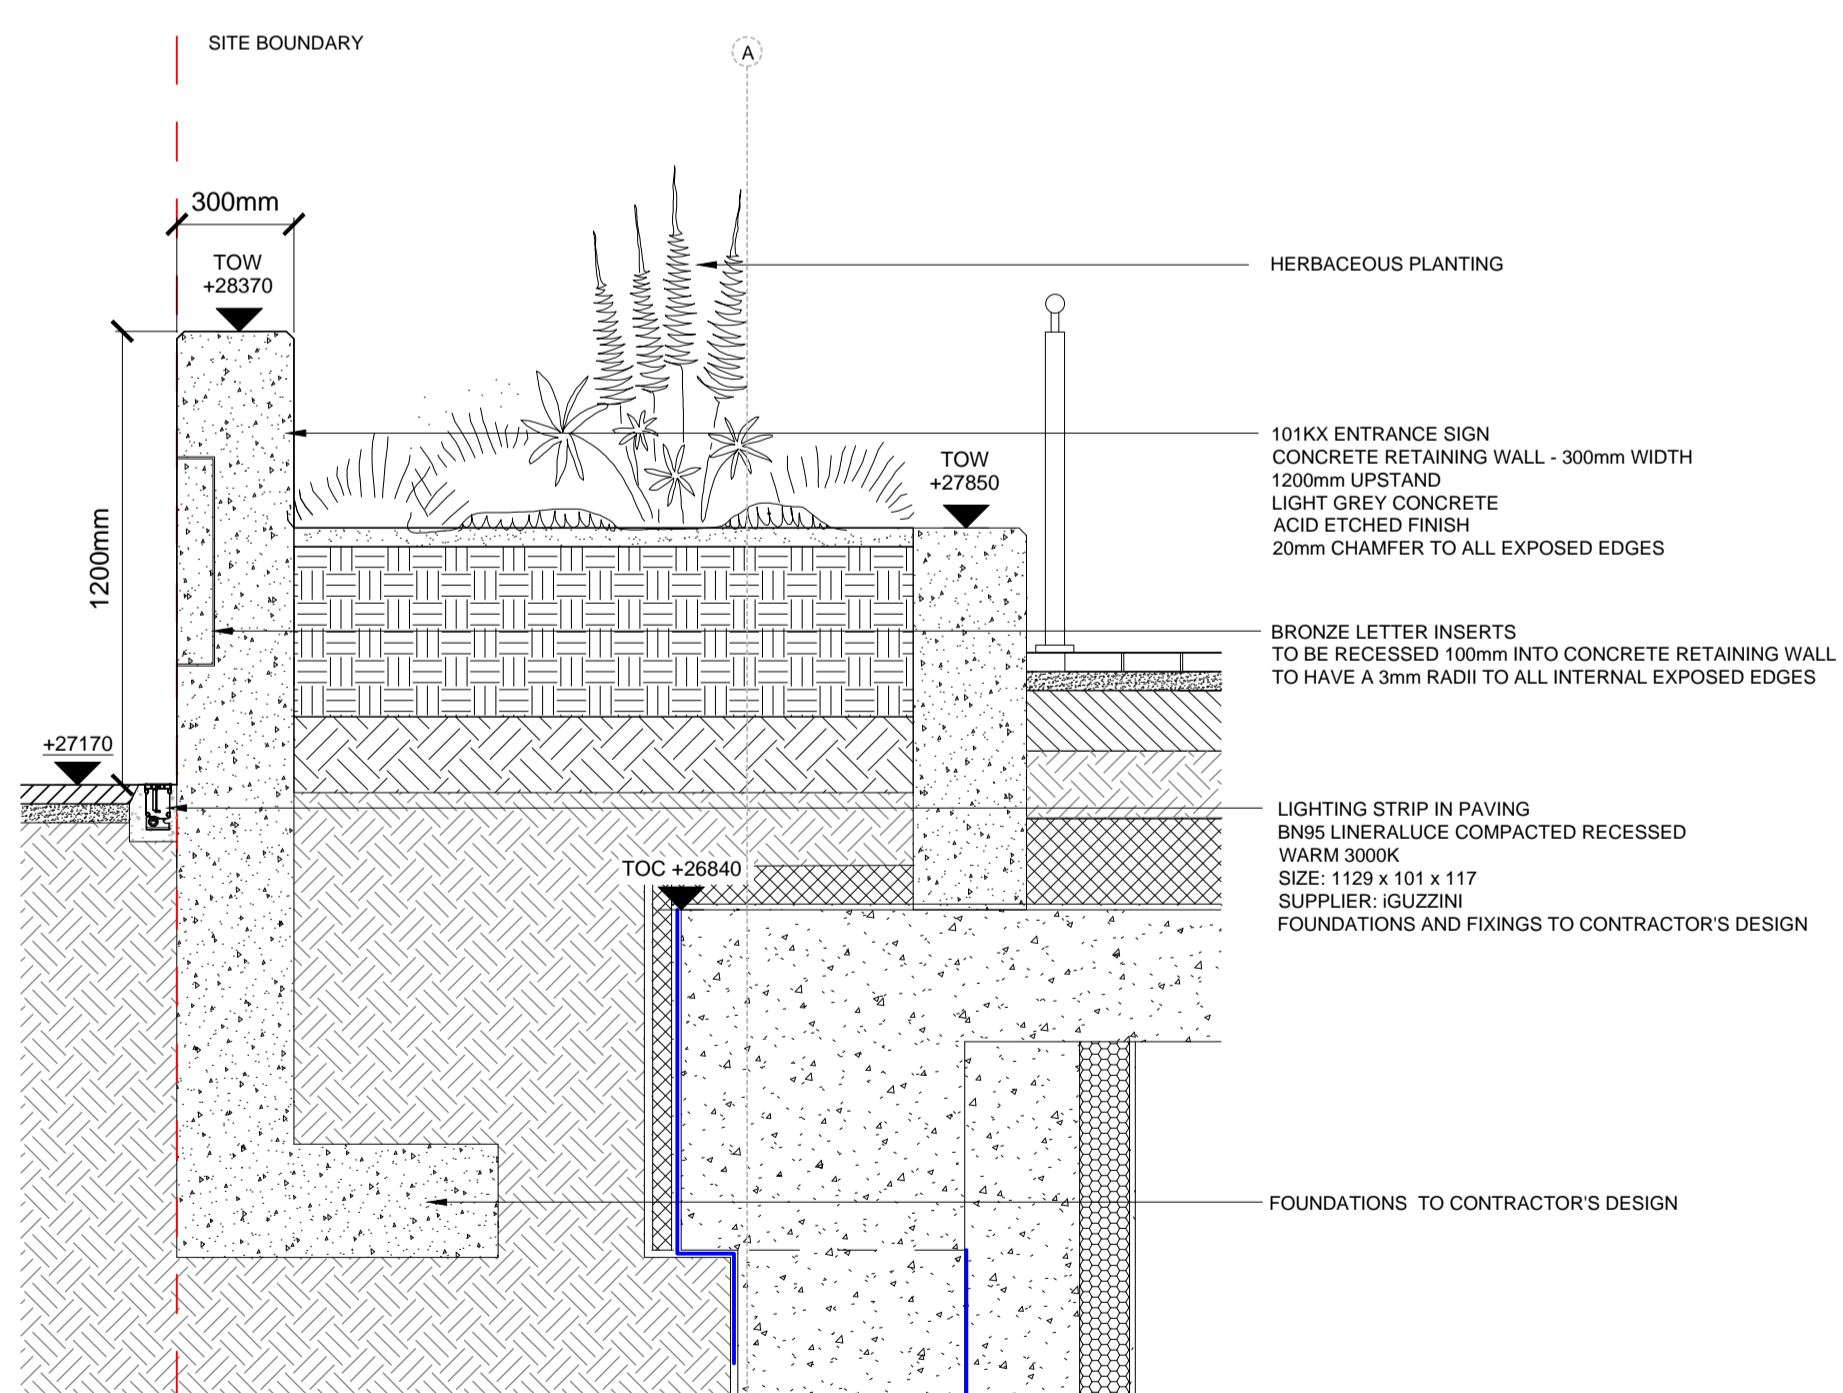 SITE BOUNDARY
A
300mm
TOW
+28370
HERBACEOUS PLANTING
101KX ENTRANCE SIGN
CONCRETE RETAINING WALL - 300mm WIDTH
1200mm UPSTAND
LIGHT GREY CONCRETE
ACID ETCHED FINISH
20mm CHAMFER TO ALL EXPOSED EDGES
TOW
+27850
1200mm
BRONZE LETTER INSERTS
TO BE RECESSED 100mm INTO CONCRETE RETAINING WALL
TO HAVE A 3mm RADII TO ALL INTERNAL EXPOSED EDGES
+27170
LIGHTING STRIP IN PAVING
BN95 LINERALUCE COMPACTED RECESSED
WARM 3000K
SIZE: 1129 x 101 x 117
SUPPLIER: iGUZZINI
FOUNDATIONS AND FIXINGS TO CONTRACTOR'S DESIGN
TOC +26840
FOUNDATIONS  TO CONTRACTOR'S DESIGN